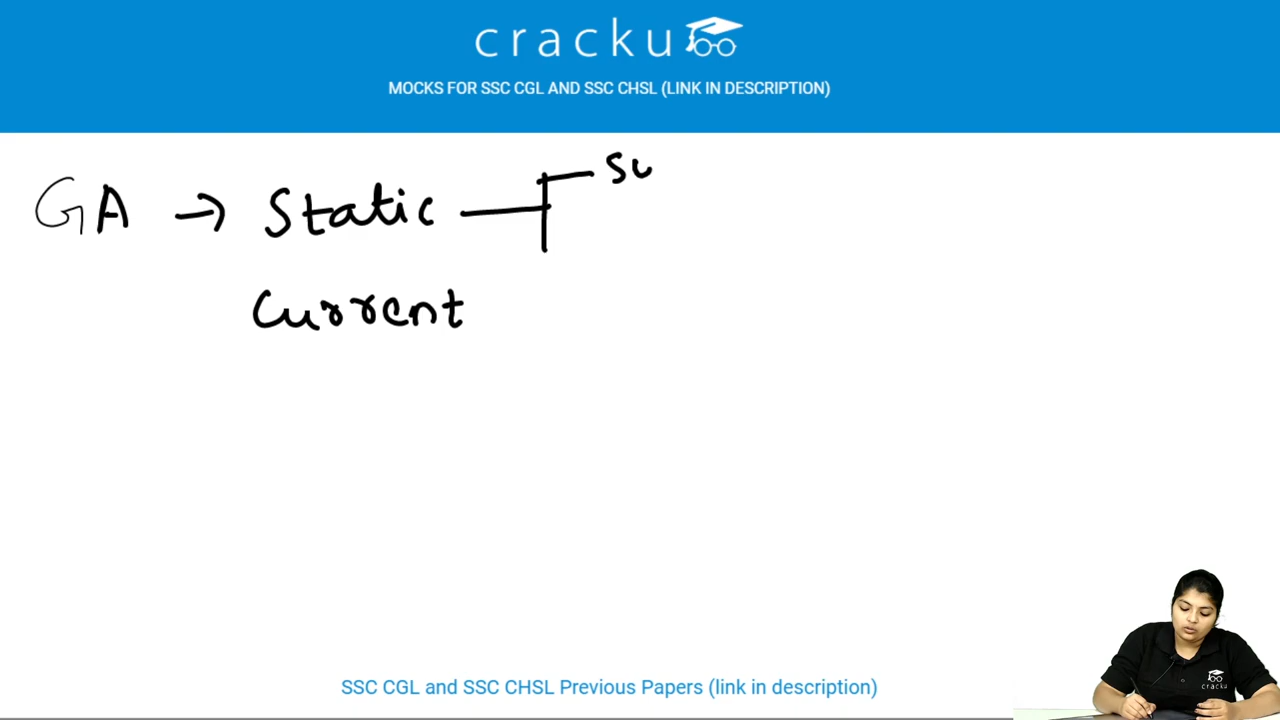 cracku
MOCKS FOR SSC CGL AND SSC CHSL (LINK IN DESCRIPTION)
GA → Static
Current
SSC CGL and SSC CHSL Previous Papers (link in description)
cracku